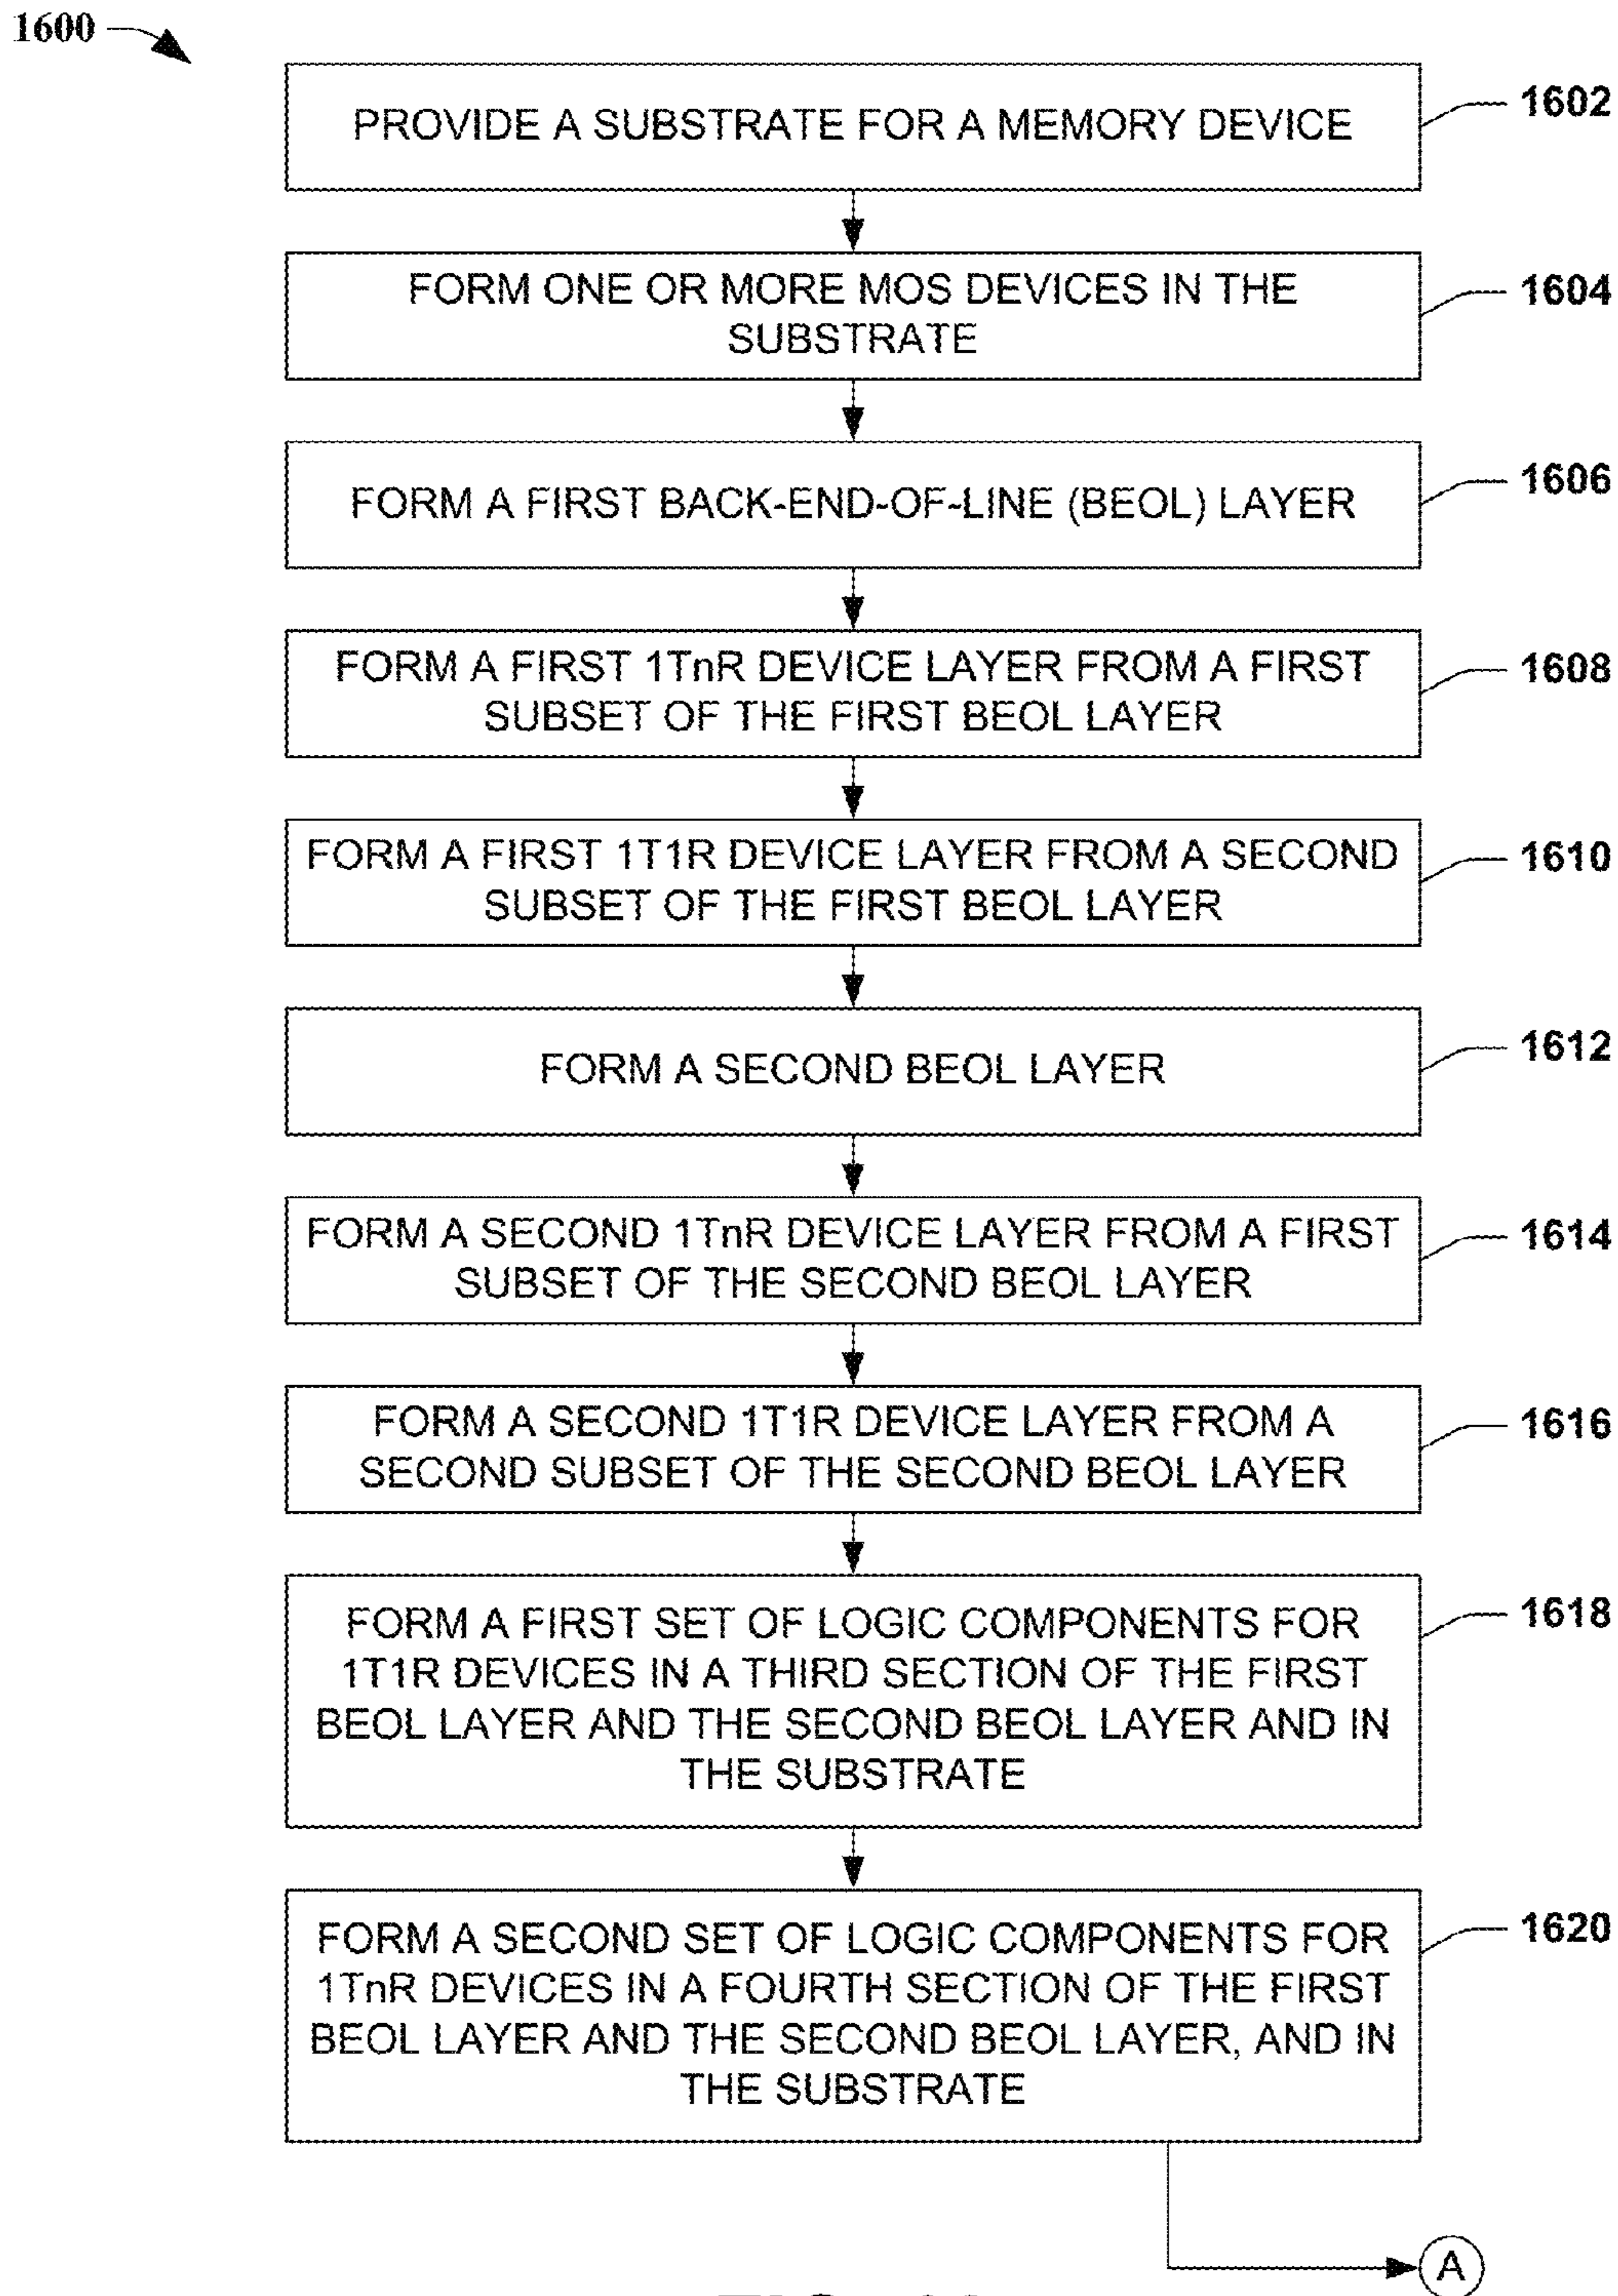 1600
PROVIDE A SUBSTRATE FOR A MEMORY DEVICE
1602
FORM ONE OR MORE MOS DEVICES IN THE
SUBSTRATE
1604
FORM A FIRST BACK-END-OF-LINE (BEOL) LAYER
1606
FORM A FIRST 1TnR DEVICE LAYER FROM A FIRST
SUBSET OF THE FIRST BEOL LAYER
1608
FORM A FIRST 1T1R DEVICE LAYER FROM A SECOND
SUBSET OF THE FIRST BEOL LAYER
1610
FORM A SECOND BEOL LAYER
1612
FORM A SECOND 1TnR DEVICE LAYER FROM A FIRST
SUBSET OF THE SECOND BEOL LAYER
1614
FORM A SECOND 1T1R DEVICE LAYER FROM A
SECOND SUBSET OF THE SECOND BEOL LAYER
1616
FORM A FIRST SET OF LOGIC COMPONENTS FOR
1T1R DEVICES IN A THIRD SECTION OF THE FIRST
BEOL LAYER AND THE SECOND BEOL LAYER AND IN
THE SUBSTRATE
1618
FORM A SECOND SET OF LOGIC COMPONENTS FOR
1TnR DEVICES IN A FOURTH SECTION OF THE FIRST
BEOL LAYER AND THE SECOND BEOL LAYER, AND IN
THE SUBSTRATE
1620
A